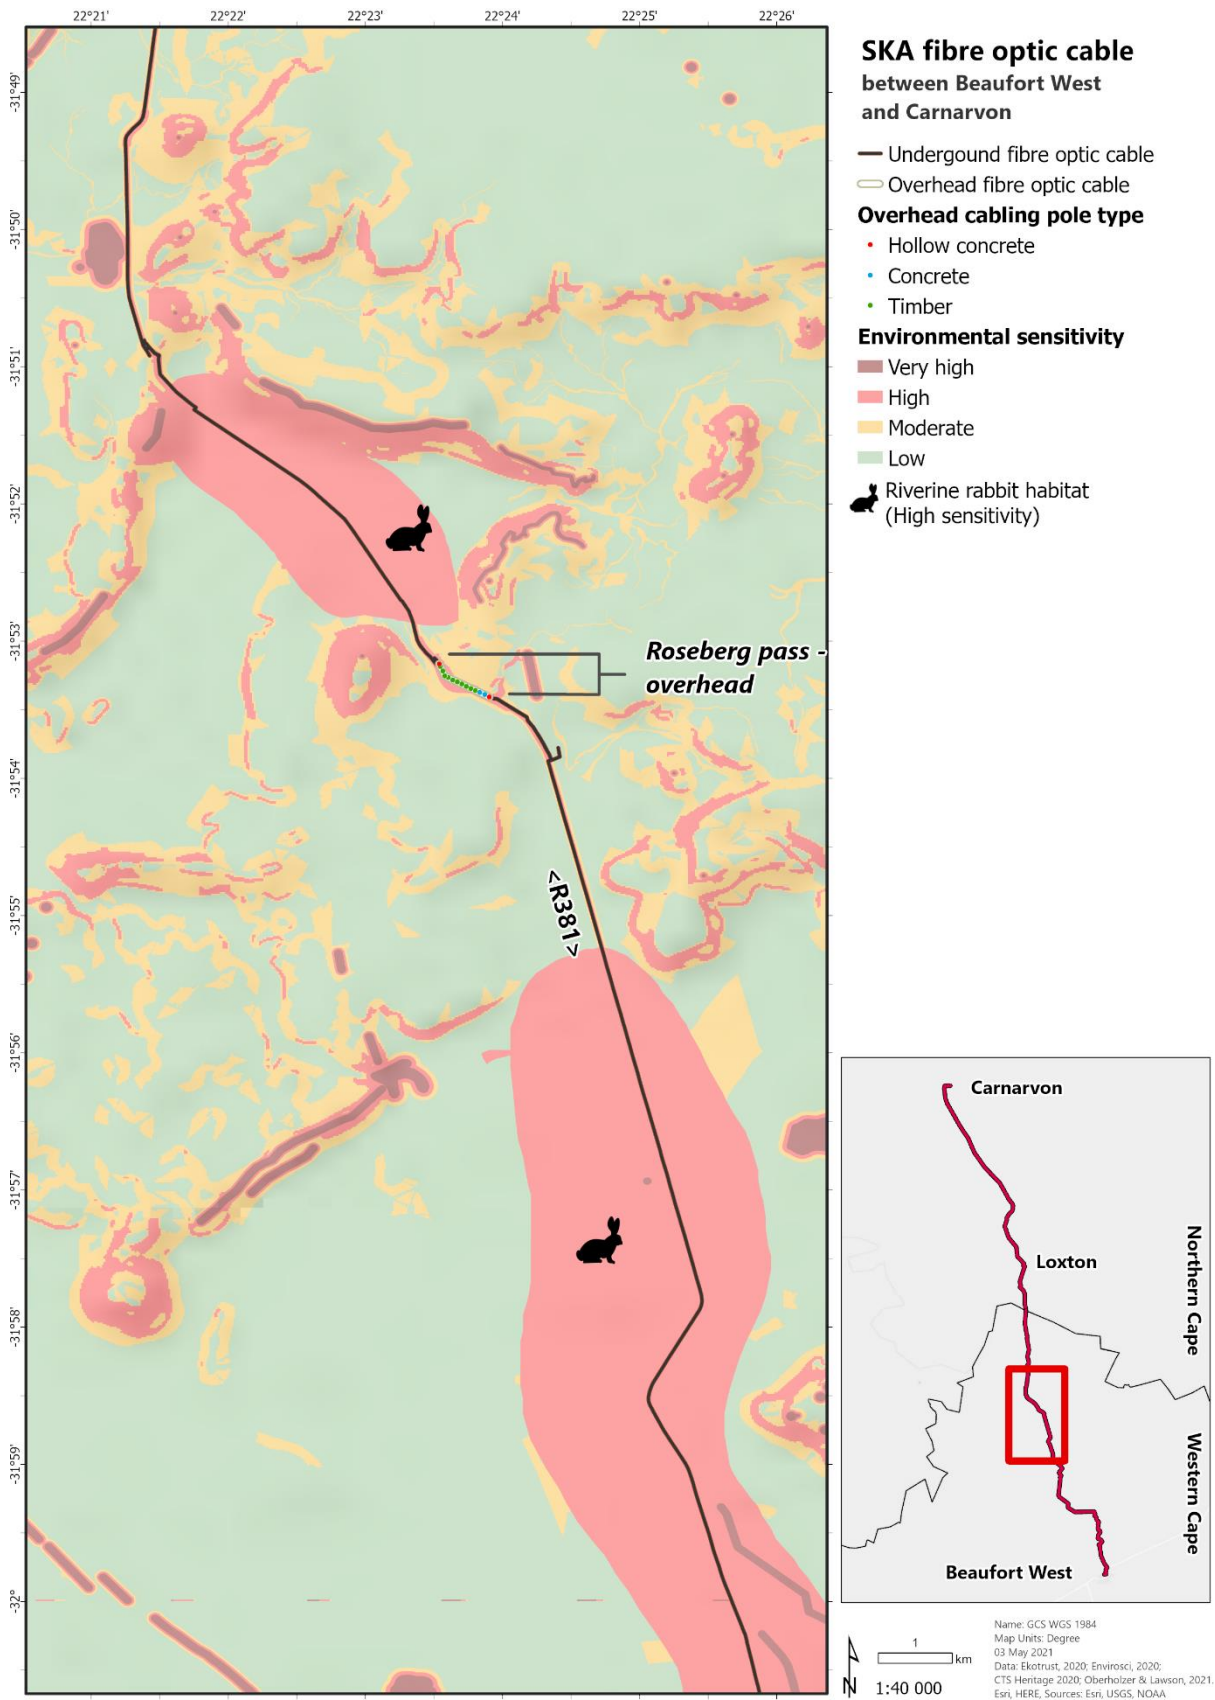 22°21' 22°22' 22°23' 22°24' 22°25' 22°26'
-31°49'
-31°50'
-31°51'
-31°52'
-31°53'
-31°54'
-31°55'
-31°56'
-31°57'
-31°58'
-31°59'
-32°
Roseberg pass -
overhead
<R381>
SKA fibre optic cable
between Beaufort West
and Carnarvon
Undergound fibre optic cable
Overhead fibre optic cable
Overhead cabling pole type
Hollow concrete
Concrete
Timber
Environmental sensitivity
Very high
High
Moderate
Low
Riverine rabbit habitat
(High sensitivity)
Carnarvon
Loxton
Northern Cape
Western Cape
Beaufort West
N
1
km
1:40 000
Name: GCS WGS 1984
Map Units: Degree
03 May 2021
Data: Ekotrust, 2020; Envirosci, 2020;
CTS Heritage 2020; Oberholzer & Lawson, 2021.
Esri, HERE, Sources: Esri, USGS, NOAA